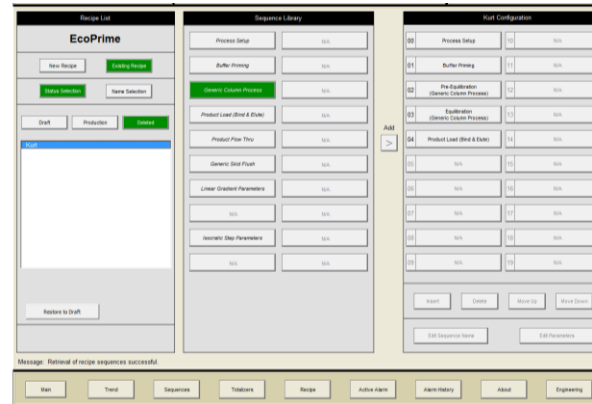 Recipe List
EcoPrime
New Recipe
Existing Recipe
Status Selection
Name Selection
Draft
Production
Deleted
Kurt
Restore to Draft
Sequence Library
Process Setup
N/A
Buffer Priming
N/A
Generic Column Process
N/A
Product Load (Bind & Elute)
N/A
Product Flow Thru
N/A
Generic Skid Flush
N/A
Linear Gradient Parameters
N/A
N/A
N/A
Isocratic Step Parameters
N/A
N/A
N/A
Add
>
Kurt Configuration
00 Process Setup
10 N/A
01 Buffer Priming
11 N/A
02 Pre-Equilibration
(Generic Column Process)
12 N/A
03 Equilibration
(Generic Column Process)
13 N/A
04 Product Load (Bind & Elute)
14 N/A
05 N/A
15 N/A
06 N/A
16 N/A
07 N/A
17 N/A
08 N/A
18 N/A
09 N/A
19 N/A
Insert
Delete
Move Up
Move Down
Edit Sequence Name
Edit Parameters
Message: Retrieval of recipe sequences successful.
Main
Trend
Sequences
Totalizers
Recipe
Active Alarm
Alarm History
About
Engineering